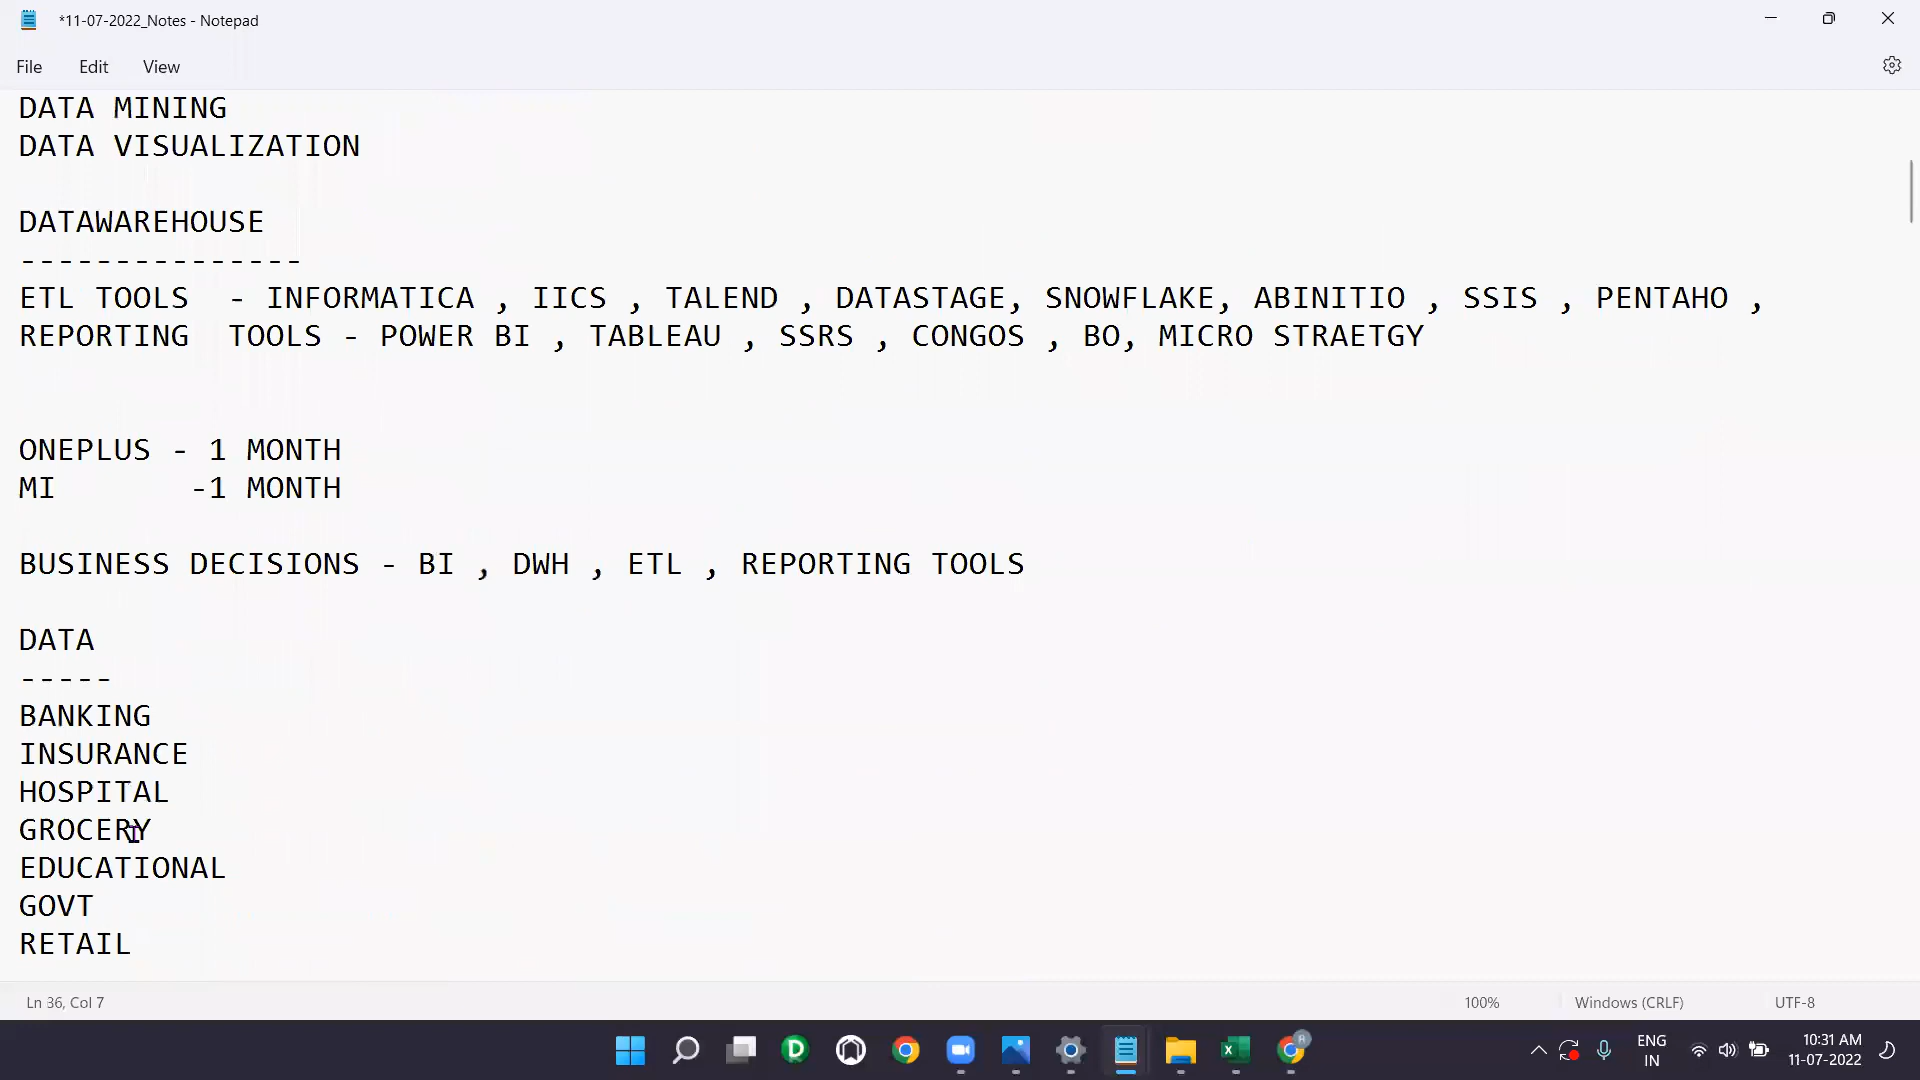 *11-07-2022_Notes - Notepad
File Edit View
DATA MINING
DATA VISUALIZATION
DATAWAREHOUSE
---------------
ETL TOOLS  - INFORMATICA , IICS , TALEND , DATASTAGE, SNOWFLAKE, ABINITIO , SSIS , PENTAHO ,
REPORTING  TOOLS - POWER BI , TABLEAU , SSRS , CONGOS , BO, MICRO STRAETGY
ONEPLUS - 1 MONTH
MI       -1 MONTH
BUSINESS DECISIONS - BI , DWH , ETL , REPORTING TOOLS
DATA
-----
BANKING
INSURANCE
HOSPITAL
GROCERY
EDUCATIONAL
GOVT
RETAIL
Ln 36, Col 7 100% Windows (CRLF) UTF-8
D R ENG 10:31 AM
IN 11-07-2022